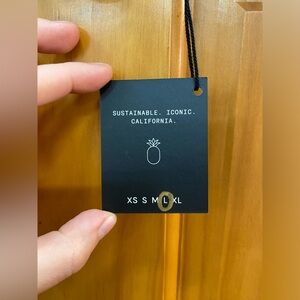 SUSTAINABLE. ICONIC.
CALIFORNIA.
XS S M L XL